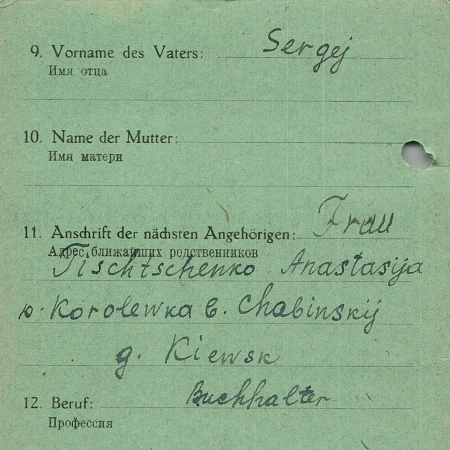 9. Vorname des Vaters: Sergej
Имя отца
10. Name der Mutter:
Имя матери
11. Anschrift der nächsten Angehörigen: Frau
Адрес ближайших родственников
Tischtschenko Anastasija
ю. Korolewka b. Chabinskij
g. Kiewsk
12. Beruf: Buchhalter
Профессия